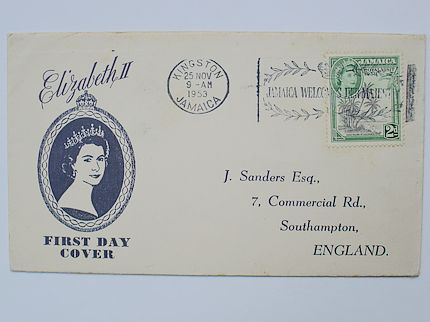 Elizabeth II
FIRST DAY
COVER
KINGSTON
25 NOV
9 - AM
1953
JAMAICA
JAMAICA WELCOMES
JAMAICA
2D
J. Sanders Esq.,
7, Commercial Rd.,
Southampton,
ENGLAND.